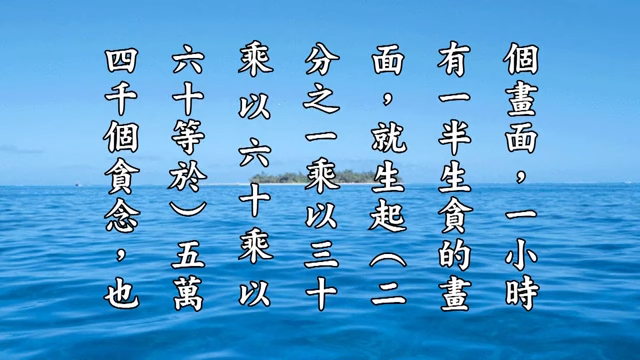 個畫面，一小時
有一半生貪的畫
面，就生起（二
分之一乘以三十
乘以六十乘以
六十等於）五萬
四千個貪念，也